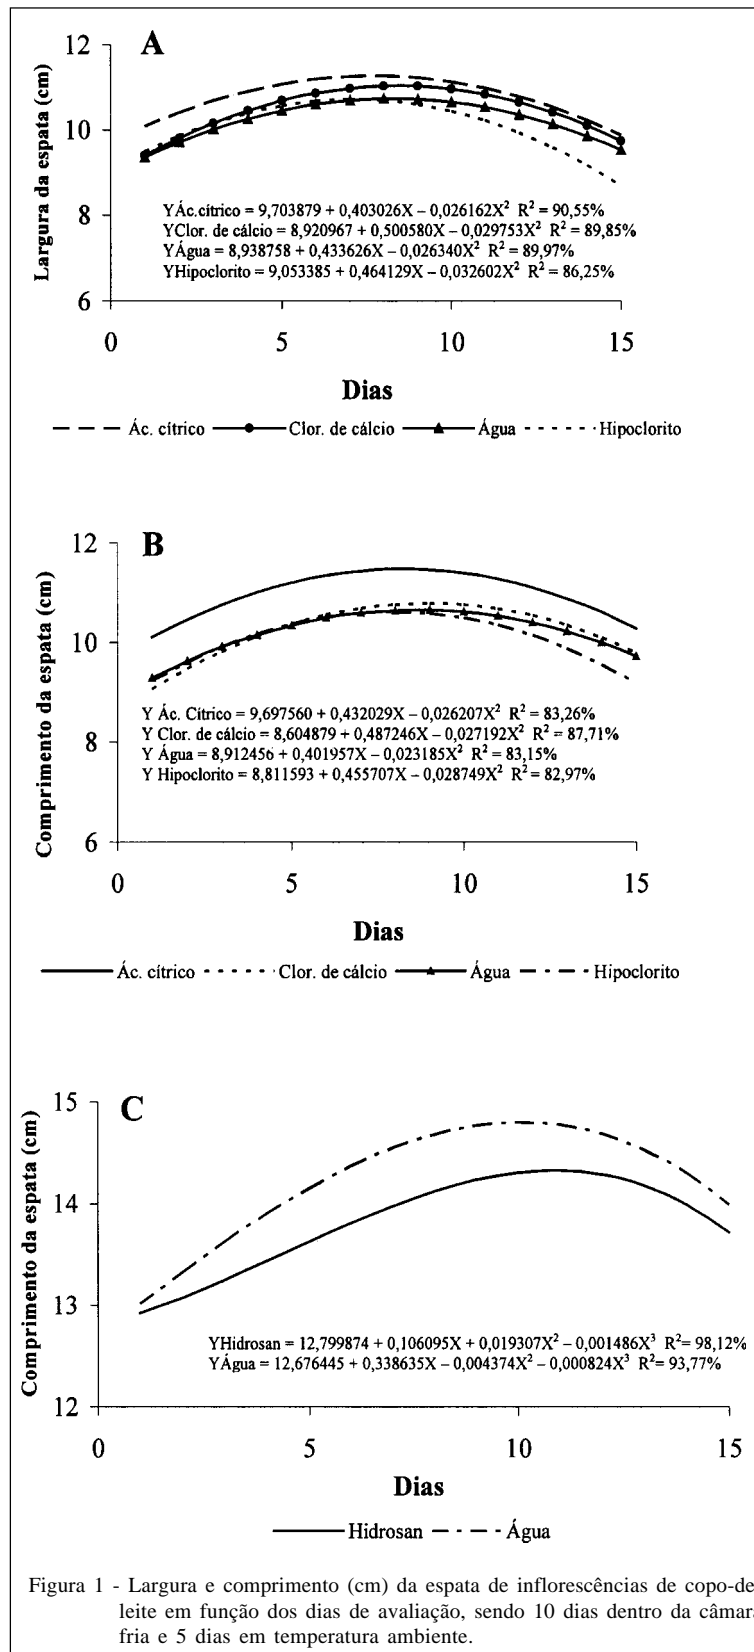 A
12
10
8
6
Largura da espata (cm)
YÁc.cítrico = 9,703879 + 0,403026X – 0,026162X² R² = 90,55%
YClor. de cálcio = 8,920967 + 0,500580X – 0,029753X² R² = 89,85%
YÁgua = 8,938758 + 0,433626X – 0,026340X² R² = 89,97%
YHipoclorito = 9,053385 + 0,464129X – 0,032602X² R² = 86,25%
0 5 10 15
Dias
Ác. cítrico Clor. de cálcio Água Hipoclorito
B
12
10
8
6
Comprimento da espata (cm)
Y Ác. Cítrico = 9,697560 + 0,432029X – 0,026207X² R² = 83,26%
Y Clor. de cálcio = 8,604879 + 0,487246X – 0,027192X² R² = 87,71%
Y Água = 8,912456 + 0,401957X – 0,023185X² R² = 83,15%
Y Hipoclorito = 8,811593 + 0,455707X – 0,028749X² R² = 82,97%
0 5 10 15
Dias
Ác. cítrico Clor. de cálcio Água Hipoclorito
C
15
14
13
12
Comprimento da espata (cm)
YHidrosan = 12,799874 + 0,106095X + 0,019307X² – 0,001486X³ R²= 98,12%
YÁgua = 12,676445 + 0,338635X – 0,004374X² – 0,000824X³ R²= 93,77%
0 5 10 15
Dias
Hidrosan Água
Figura 1 - Largura e comprimento (cm) da espata de inflorescências de copo-de
leite em função dos dias de avaliação, sendo 10 dias dentro da câmar
fria e 5 dias em temperatura ambiente.